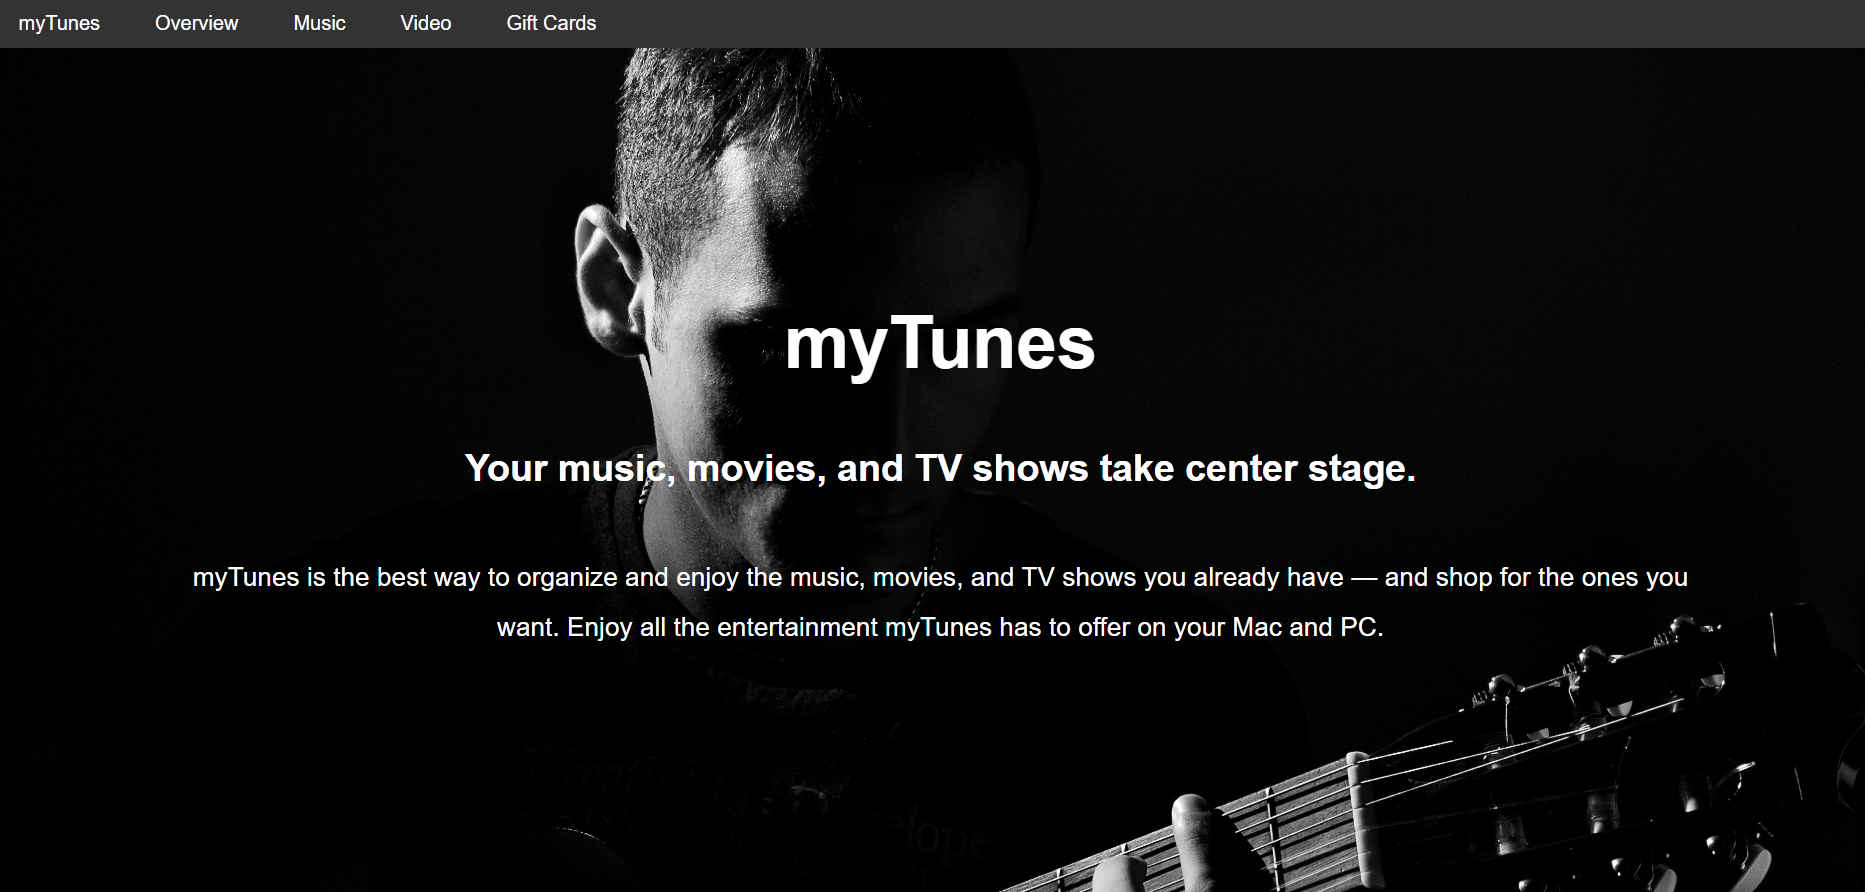 myTunes Overview Music Video Gift Cards
myTunes
Your music, movies, and TV shows take center stage.
myTunes is the best way to organize and enjoy the music, movies, and TV shows you already have — and shop for the ones you
want. Enjoy all the entertainment myTunes has to offer on your Mac and PC.